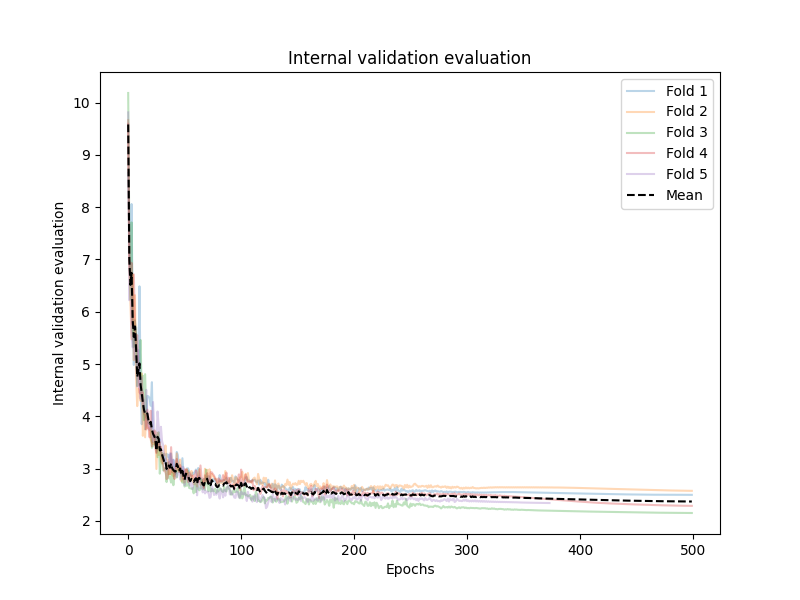 Internal validation evaluation
Internal validation evaluation
10
9
8
7
6
5
4
3
2
0
100
200
300
400
500
Epochs
Fold 1
Fold 2
Fold 3
Fold 4
Fold 5
Mean